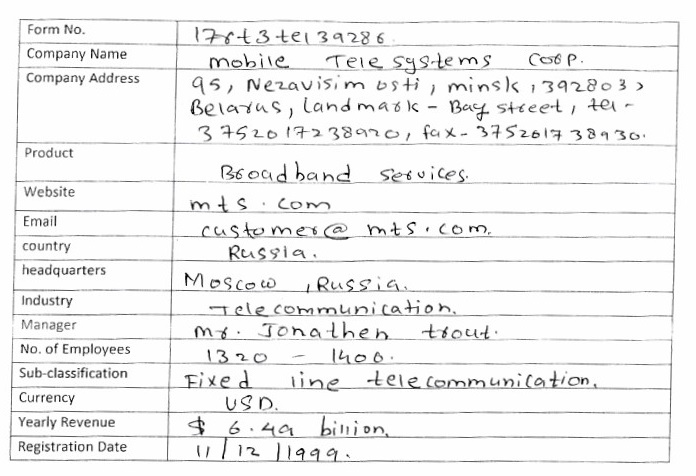 Form No. 17rt3tel39286
Company Name mobile Tele systems Corp.
Company Address 95, Nezavisim osti, minsk, 392803,
Belarus, Landmark - Bay street, tel -
3752017238920, fax - 375201738930.
Product Broadband services.
Website mts.com
Email customer@mts.com.
country Russia.
headquarters Moscow, Russia.
Industry Telecommunication.
Manager mr. Jonathen trout.
No. of Employees 1320 - 1400.
Sub-classification Fixed line telecommunication.
Currency USD.
Yearly Revenue $ 6.49 billion.
Registration Date 11/12/1999.